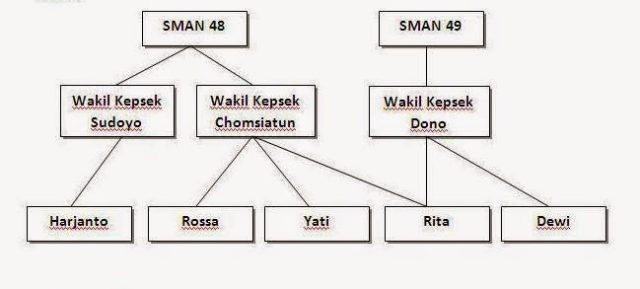 SMAN 48
SMAN 49
Wakil Kepsek
Sudoyo
Wakil Kepsek
Chomsiatun
Wakil Kepsek
Dono
Harjanto
Rossa
Yati
Rita
Dewi